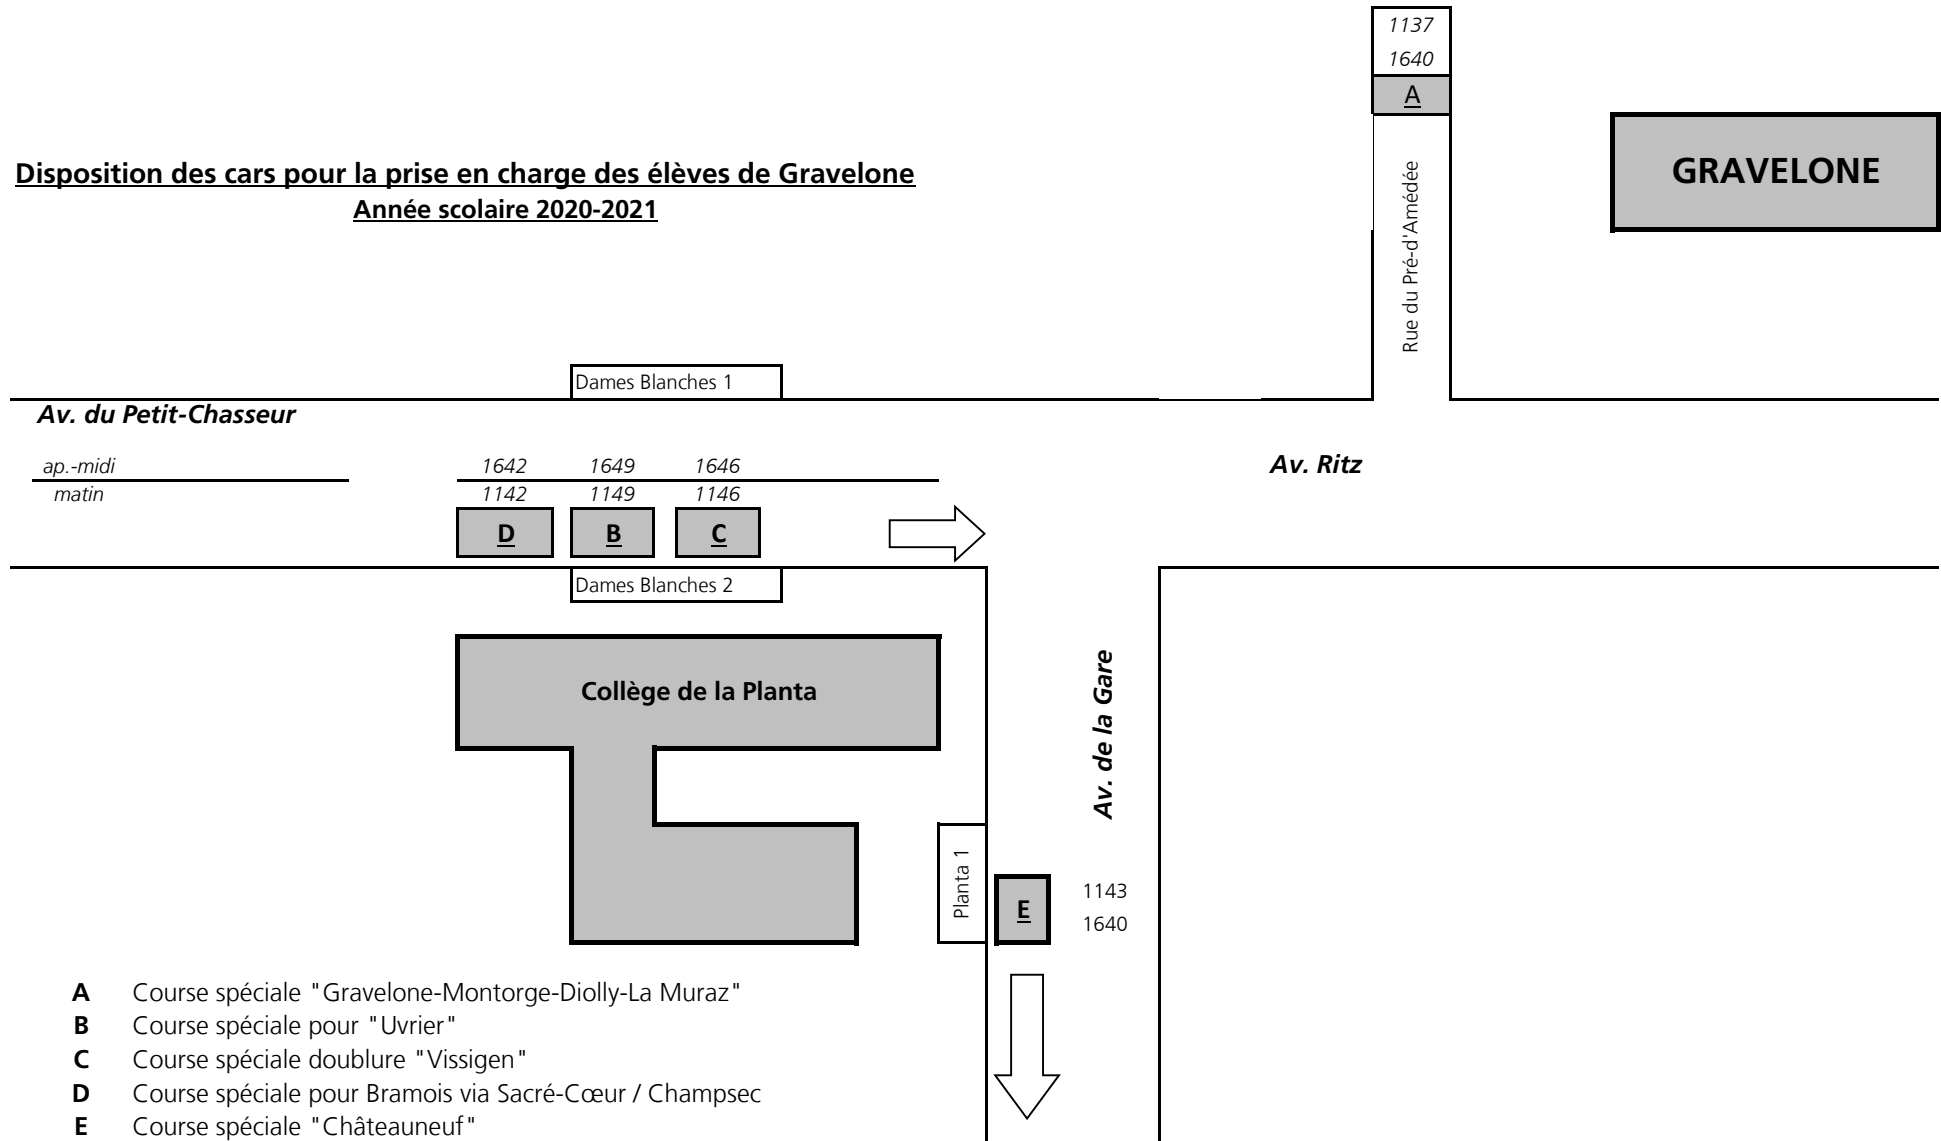 1137
1640
A
GRAVELONE
Disposition des cars pour la prise en charge des élèves de Gravelone
Année scolaire 2020-2021
Rue du Pré-d'Amédée
Dames Blanches 1
Av. du Petit-Chasseur
ap.-midi
1642 1649 1646
Av. Ritz
matin
1142 1149 1146
D B C
Dames Blanches 2
Collège de la Planta
Av. de la Gare
Planta 1
E
1143
1640
A Course spéciale "Gravelone-Montorge-Diolly-La Muraz"
B Course spéciale pour "Uvrier"
C Course spéciale doublure "Vissigen"
D Course spéciale pour Bramois via Sacré-Cœur / Champsec
E Course spéciale "Châteauneuf"